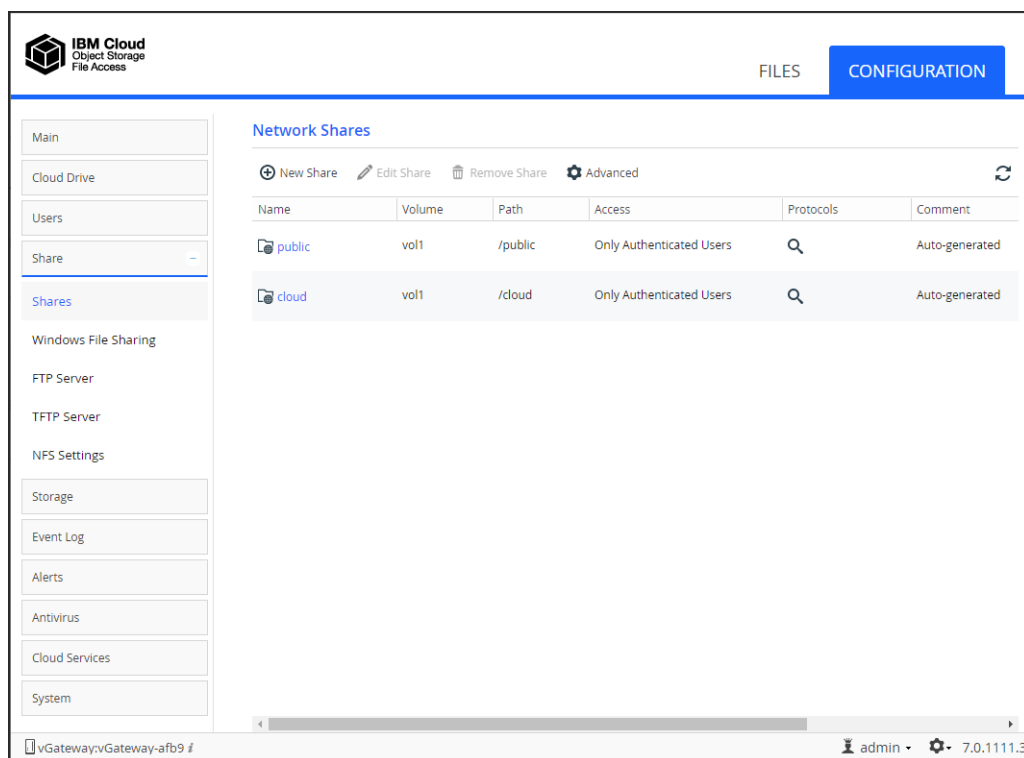 IBM Cloud
Object Storage
File Access
FILES
CONFIGURATION
Main
Cloud Drive
Users
Share
Shares
Windows File Sharing
FTP Server
TFTP Server
NFS Settings
Storage
Event Log
Alerts
Antivirus
Cloud Services
System
Network Shares
New Share Edit Share Remove Share Advanced
Name Volume Path Access Protocols Comment
public vol1 /public Only Authenticated Users Auto-generated
cloud vol1 /cloud Only Authenticated Users Auto-generated
vGateway:vGateway-afb9 i
admin 7.0.1111.3